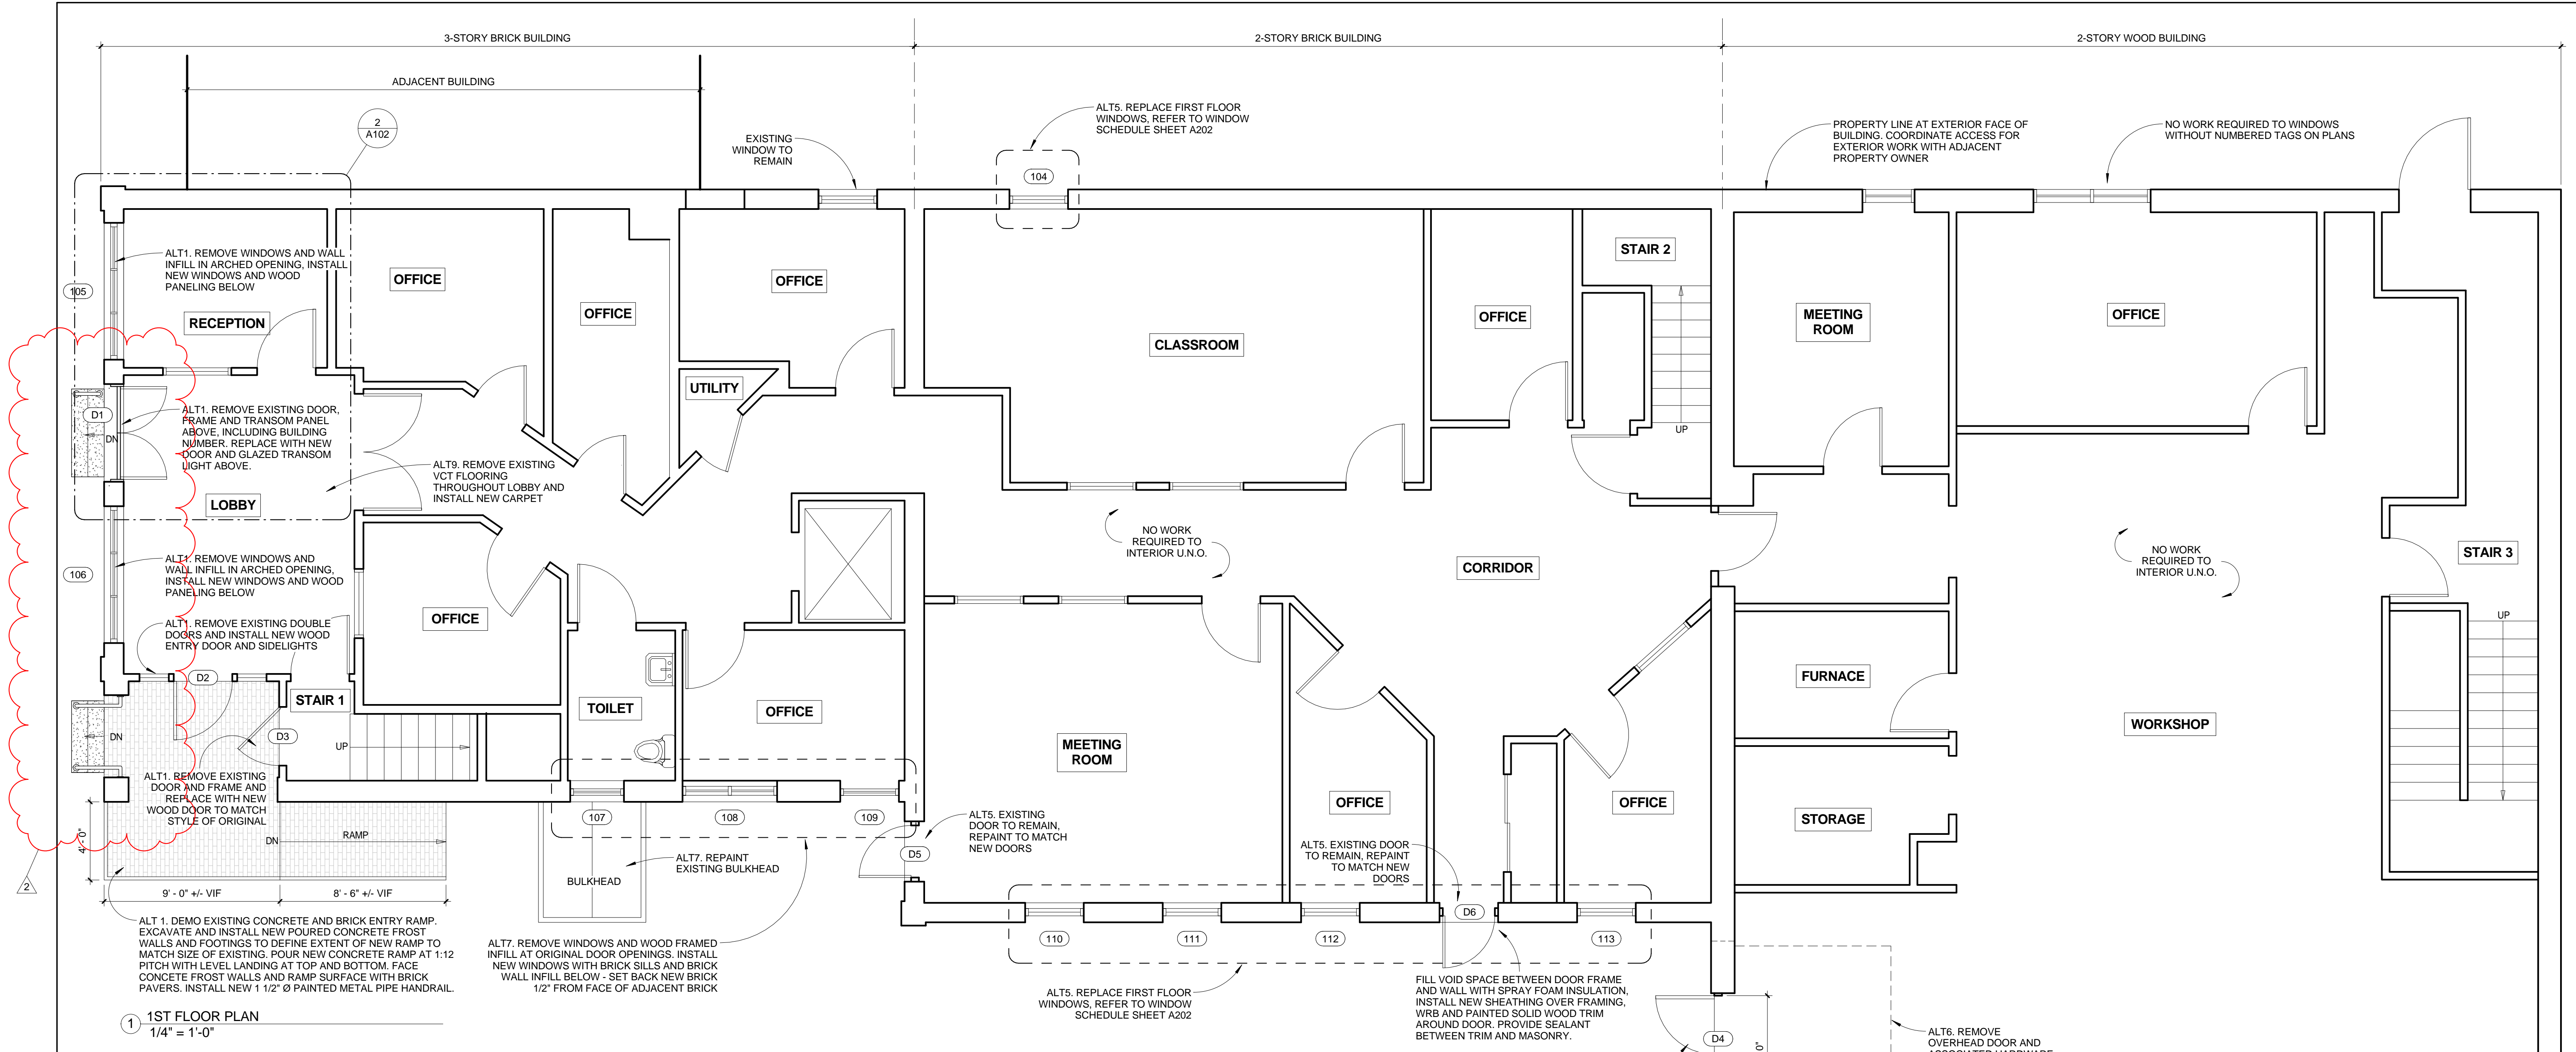 3-STORY BRICK BUILDING
2-STORY BRICK BUILDING
2-STORY WOOD BUILDING
ADJACENT BUILDING
2
A102
EXISTING
WINDOW TO
REMAIN
ALT5. REPLACE FIRST FLOOR
WINDOWS, REFER TO WINDOW
SCHEDULE SHEET A202
104
PROPERTY LINE AT EXTERIOR FACE OF
BUILDING. COORDINATE ACCESS FOR
EXTERIOR WORK WITH ADJACENT
PROPERTY OWNER
NO WORK REQUIRED TO WINDOWS
WITHOUT NUMBERED TAGS ON PLANS
ALT1. REMOVE WINDOWS AND WALL
INFILL IN ARCHED OPENING, INSTALL
NEW WINDOWS AND WOOD
PANELING BELOW
105
RECEPTION
OFFICE
OFFICE
OFFICE
UTILITY
CLASSROOM
OFFICE
STAIR 2
UP
MEETING
ROOM
OFFICE
D1
DN
ALT1. REMOVE EXISTING DOOR,
FRAME AND TRANSOM PANEL
ABOVE, INCLUDING BUILDING
NUMBER. REPLACE WITH NEW
DOOR AND GLAZED TRANSOM
LIGHT ABOVE.
ALT9. REMOVE EXISTING
VCT FLOORING
THROUGHOUT LOBBY AND
INSTALL NEW CARPET
LOBBY
ALT1. REMOVE WINDOWS AND
WALL INFILL IN ARCHED OPENING,
INSTALL NEW WINDOWS AND WOOD
PANELING BELOW
106
ALT1. REMOVE EXISTING DOUBLE
DOORS AND INSTALL NEW WOOD
ENTRY DOOR AND SIDELIGHTS
OFFICE
NO WORK
REQUIRED TO
INTERIOR U.N.O.
CORRIDOR
NO WORK
REQUIRED TO
INTERIOR U.N.O.
STAIR 3
UP
D2
STAIR 1
D3
DN
UP
TOILET
OFFICE
MEETING
ROOM
FURNACE
WORKSHOP
OFFICE
OFFICE
STORAGE
ALT1. REMOVE EXISTING
DOOR AND FRAME AND
REPLACE WITH NEW
WOOD DOOR TO MATCH
STYLE OF ORIGINAL
4' - 0"
DN
RAMP
2
9' - 0" +/- VIF
8' - 6" +/- VIF
107
108
109
BULKHEAD
ALT7. REPAINT
EXISTING BULKHEAD
D5
ALT5. EXISTING
DOOR TO REMAIN,
REPAINT TO MATCH
NEW DOORS
ALT5. EXISTING DOOR
TO REMAIN, REPAINT
TO MATCH NEW
DOORS
D6
110
111
112
113
ALT 1. DEMO EXISTING CONCRETE AND BRICK ENTRY RAMP.
EXCAVATE AND INSTALL NEW POURED CONCRETE FROST
WALLS AND FOOTINGS TO DEFINE EXTENT OF NEW RAMP TO
MATCH SIZE OF EXISTING. POUR NEW CONCRETE RAMP AT 1:12
PITCH WITH LEVEL LANDING AT TOP AND BOTTOM. FACE
CONCETE FROST WALLS AND RAMP SURFACE WITH BRICK
PAVERS. INSTALL NEW 1 1/2" Ø PAINTED METAL PIPE HANDRAIL.
ALT7. REMOVE WINDOWS AND WOOD FRAMED
INFILL AT ORIGINAL DOOR OPENINGS. INSTALL
NEW WINDOWS WITH BRICK SILLS AND BRICK
WALL INFILL BELOW - SET BACK NEW BRICK
1/2" FROM FACE OF ADJACENT BRICK
ALT5. REPLACE FIRST FLOOR
WINDOWS, REFER TO WINDOW
SCHEDULE SHEET A202
FILL VOID SPACE BETWEEN DOOR FRAME
AND WALL WITH SPRAY FOAM INSULATION,
INSTALL NEW SHEATHING OVER FRAMING,
WRB AND PAINTED SOLID WOOD TRIM
AROUND DOOR. PROVIDE SEALANT
BETWEEN TRIM AND MASONRY.
D4
ALT6. REMOVE
OVERHEAD DOOR AND
ASSOCIATED HARDWARE
1
1ST FLOOR PLAN
1/4" = 1'-0"